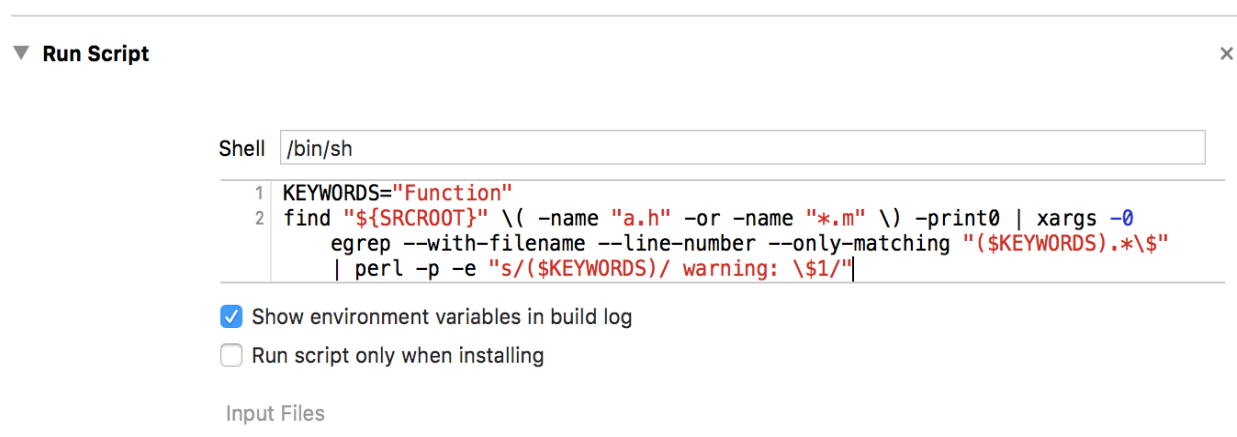 Run Script
Shell /bin/sh
1 KEYWORDS="Function"
2 find "${SRCROOT}" \( -name "a.h" -or -name "*.m" \) -print0 | xargs -0
egrep --with-filename --line-number --only-matching "($KEYWORDS).*\$"
| perl -p -e "s/($KEYWORDS)/ warning: \$1/"
Show environment variables in build log
Run script only when installing
Input Files